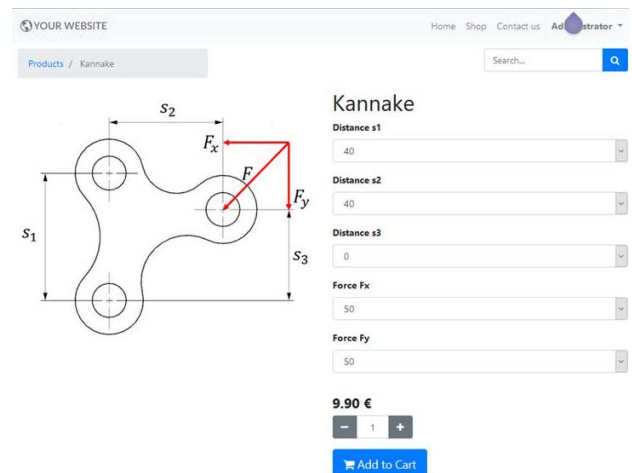 YOUR WEBSITE
Home Shop Contact us
Products / Kannake
Search...
Kannake
Distance s1
40
Distance s2
40
Distance s3
0
Force Fx
50
Force Fy
50
9.90 €
− 1 +
Add to Cart
s₂
Fₓ
F
F_y
s₁
s₃